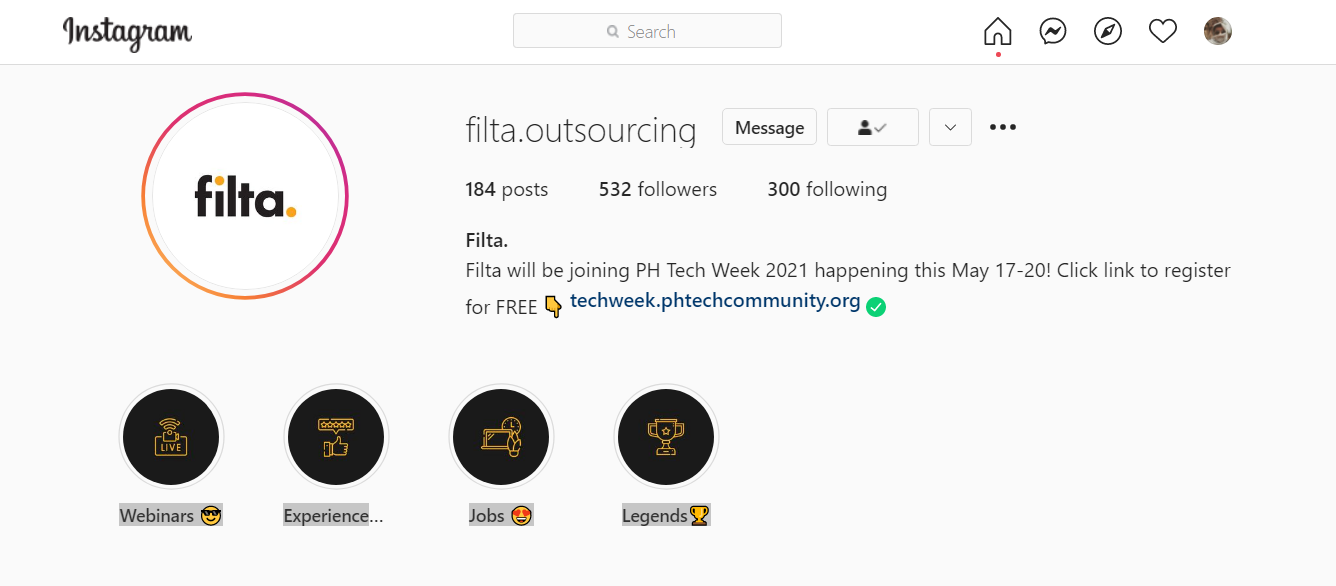 Instagram
Search
filta.outsourcing Message
184 posts 532 followers 300 following
filta.
Filta.
Filta will be joining PH Tech Week 2021 happening this May 17-20! Click link to register
for FREE 👇 techweek.phtechcommunity.org ✅
LIVE
Webinars 😎 Experience... Jobs 😍 Legends🏆